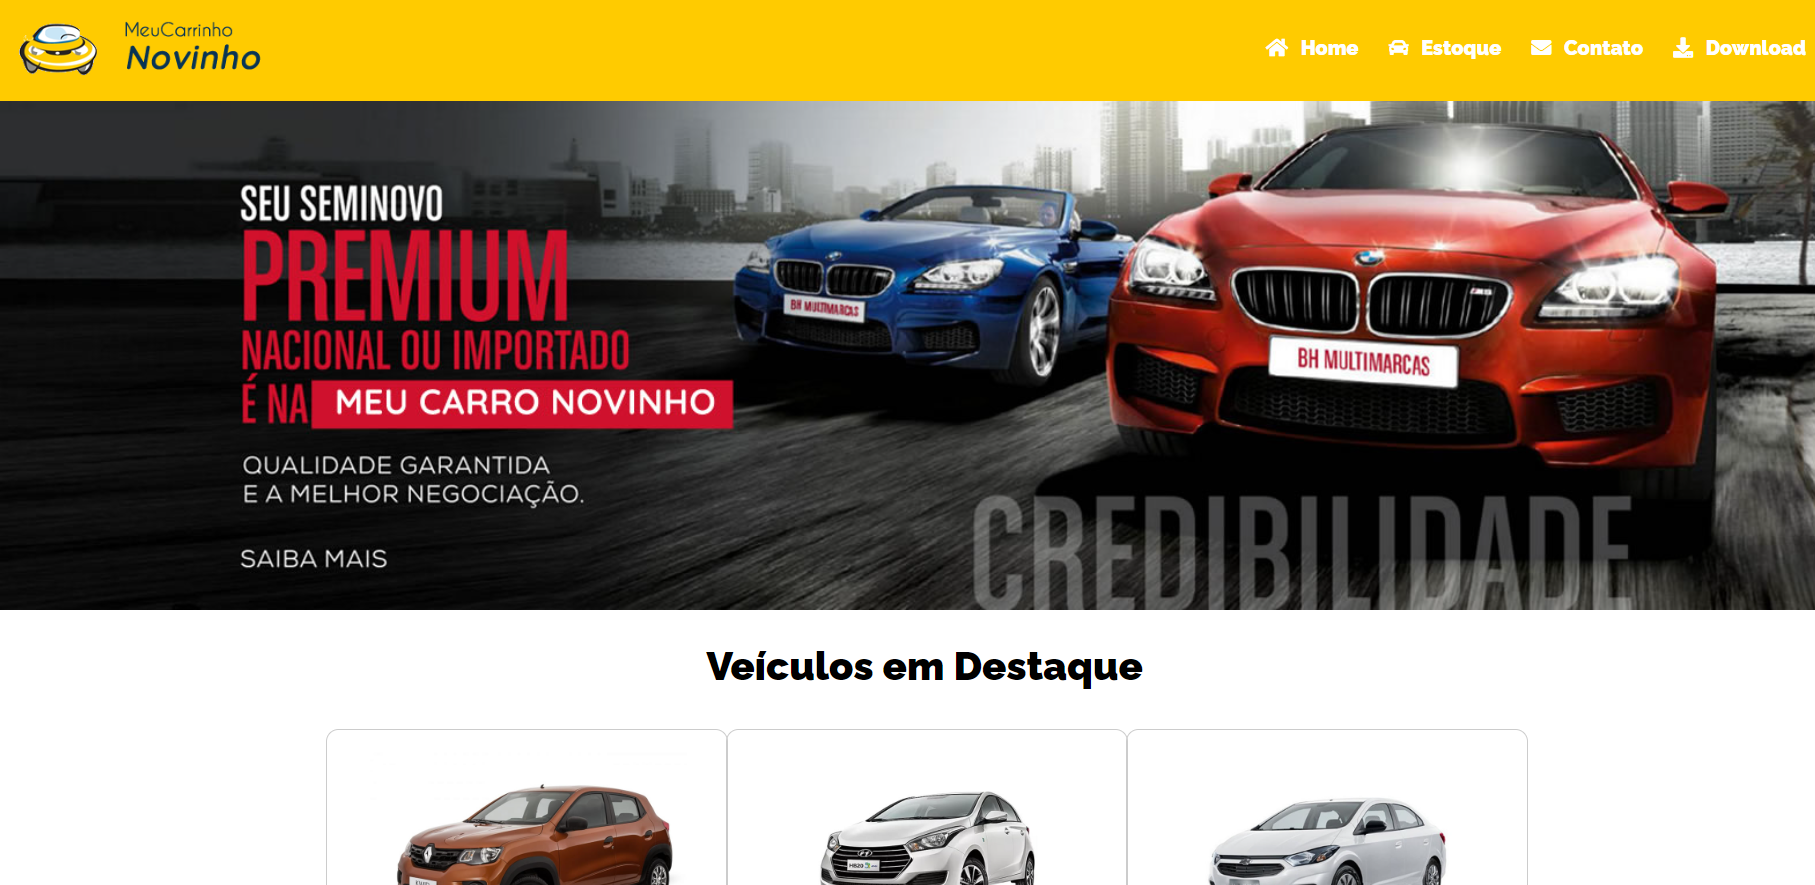 MeuCarrinho
Novinho
Home
Estoque
Contato
Download
SEU SEMINOVO
PREMIUM
NACIONAL OU IMPORTADO
É NA MEU CARRO NOVINHO
QUALIDADE GARANTIDA
E A MELHOR NEGOCIAÇÃO.
SAIBA MAIS
BH MULTIMARCAS
BH MULTIMARCAS
CREDIBILIDADE
Veículos em Destaque
HB20